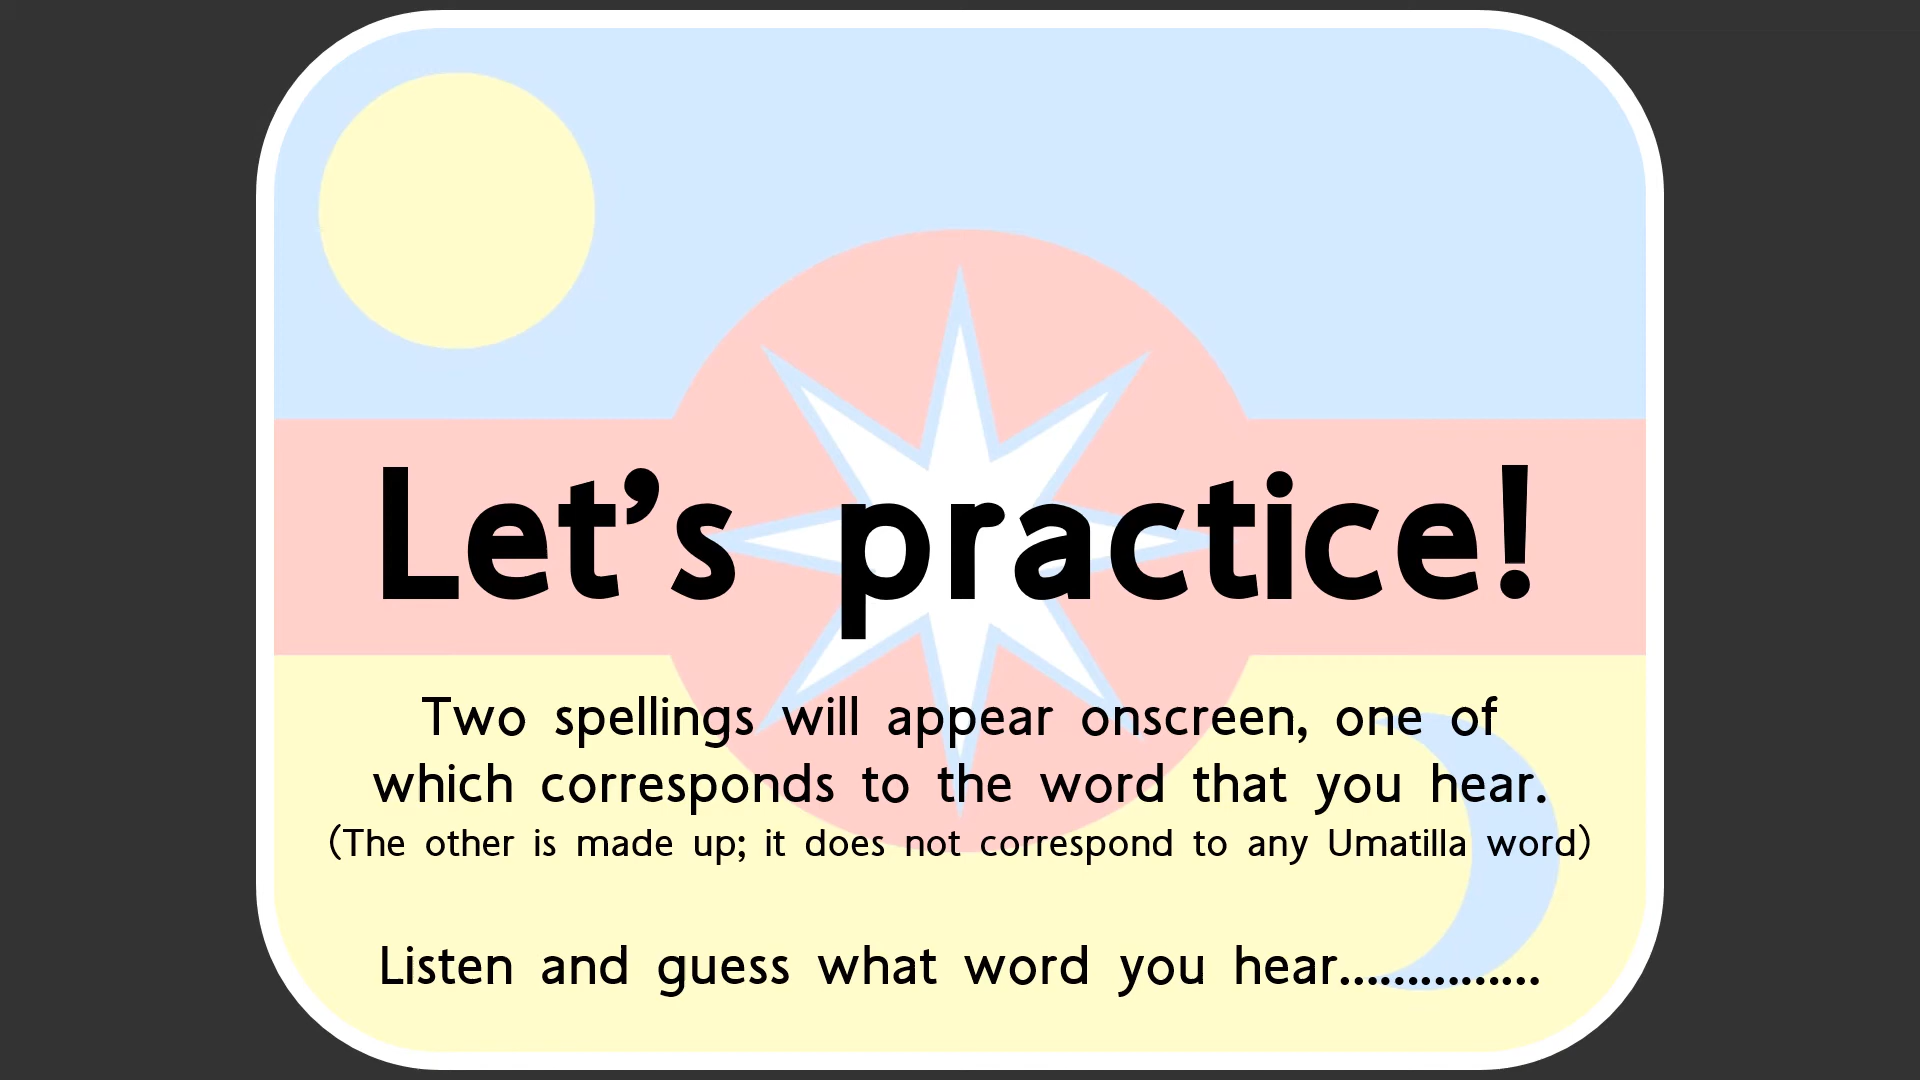 Let’s practice!
Two spellings will appear onscreen, one of
which corresponds to the word that you hear.
(The other is made up; it does not correspond to any Umatilla word)
Listen and guess what word you hear...............